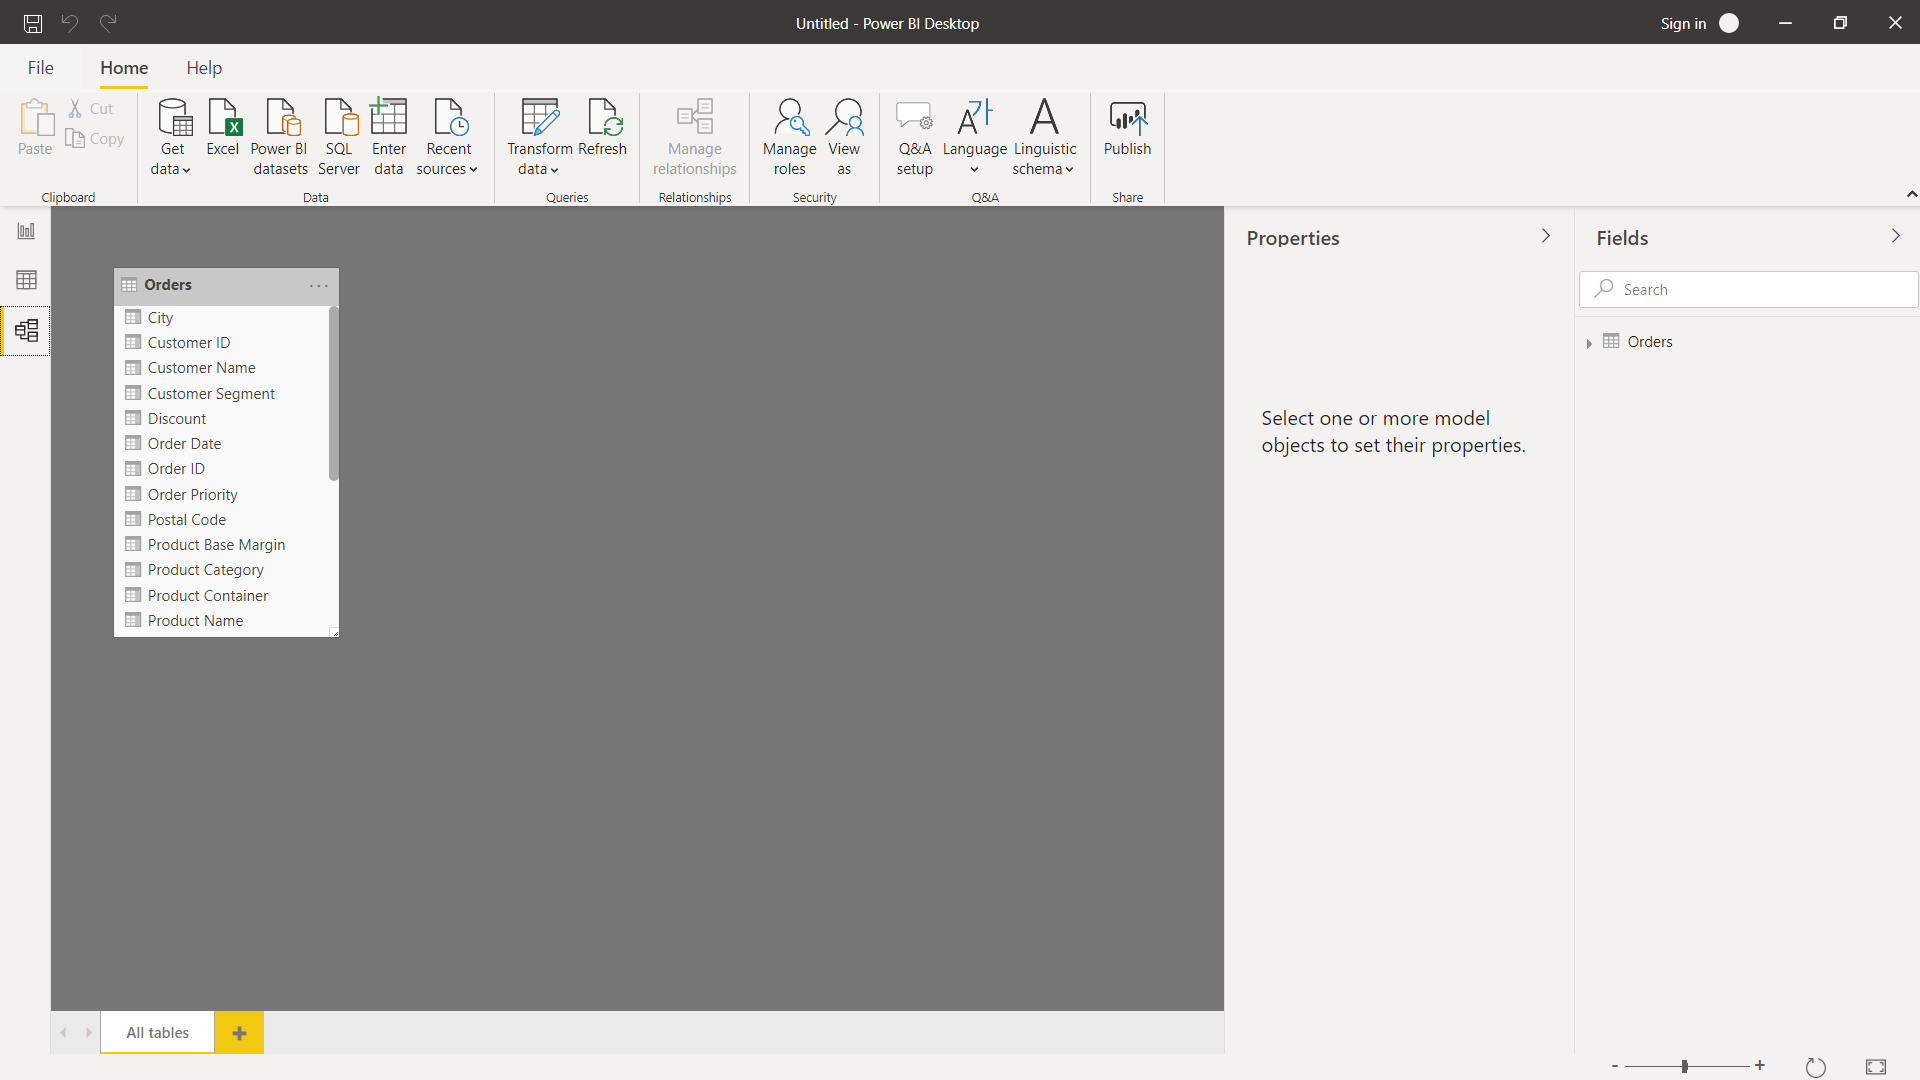 Untitled - Power BI Desktop
Sign in
File
Home
Help
Paste
Cut
Copy
Clipboard
Get data
Excel
Power BI datasets
SQL Server
Enter data
Recent sources
Data
Transform data
Refresh
Queries
Manage relationships
Relationships
Manage roles
View as
Security
Q&A setup
Language
Linguistic schema
Q&A
Publish
Share
Orders
City
Customer ID
Customer Name
Customer Segment
Discount
Order Date
Order ID
Order Priority
Postal Code
Product Base Margin
Product Category
Product Container
Product Name
Properties
Select one or more model
objects to set their properties.
Fields
Search
Orders
All tables